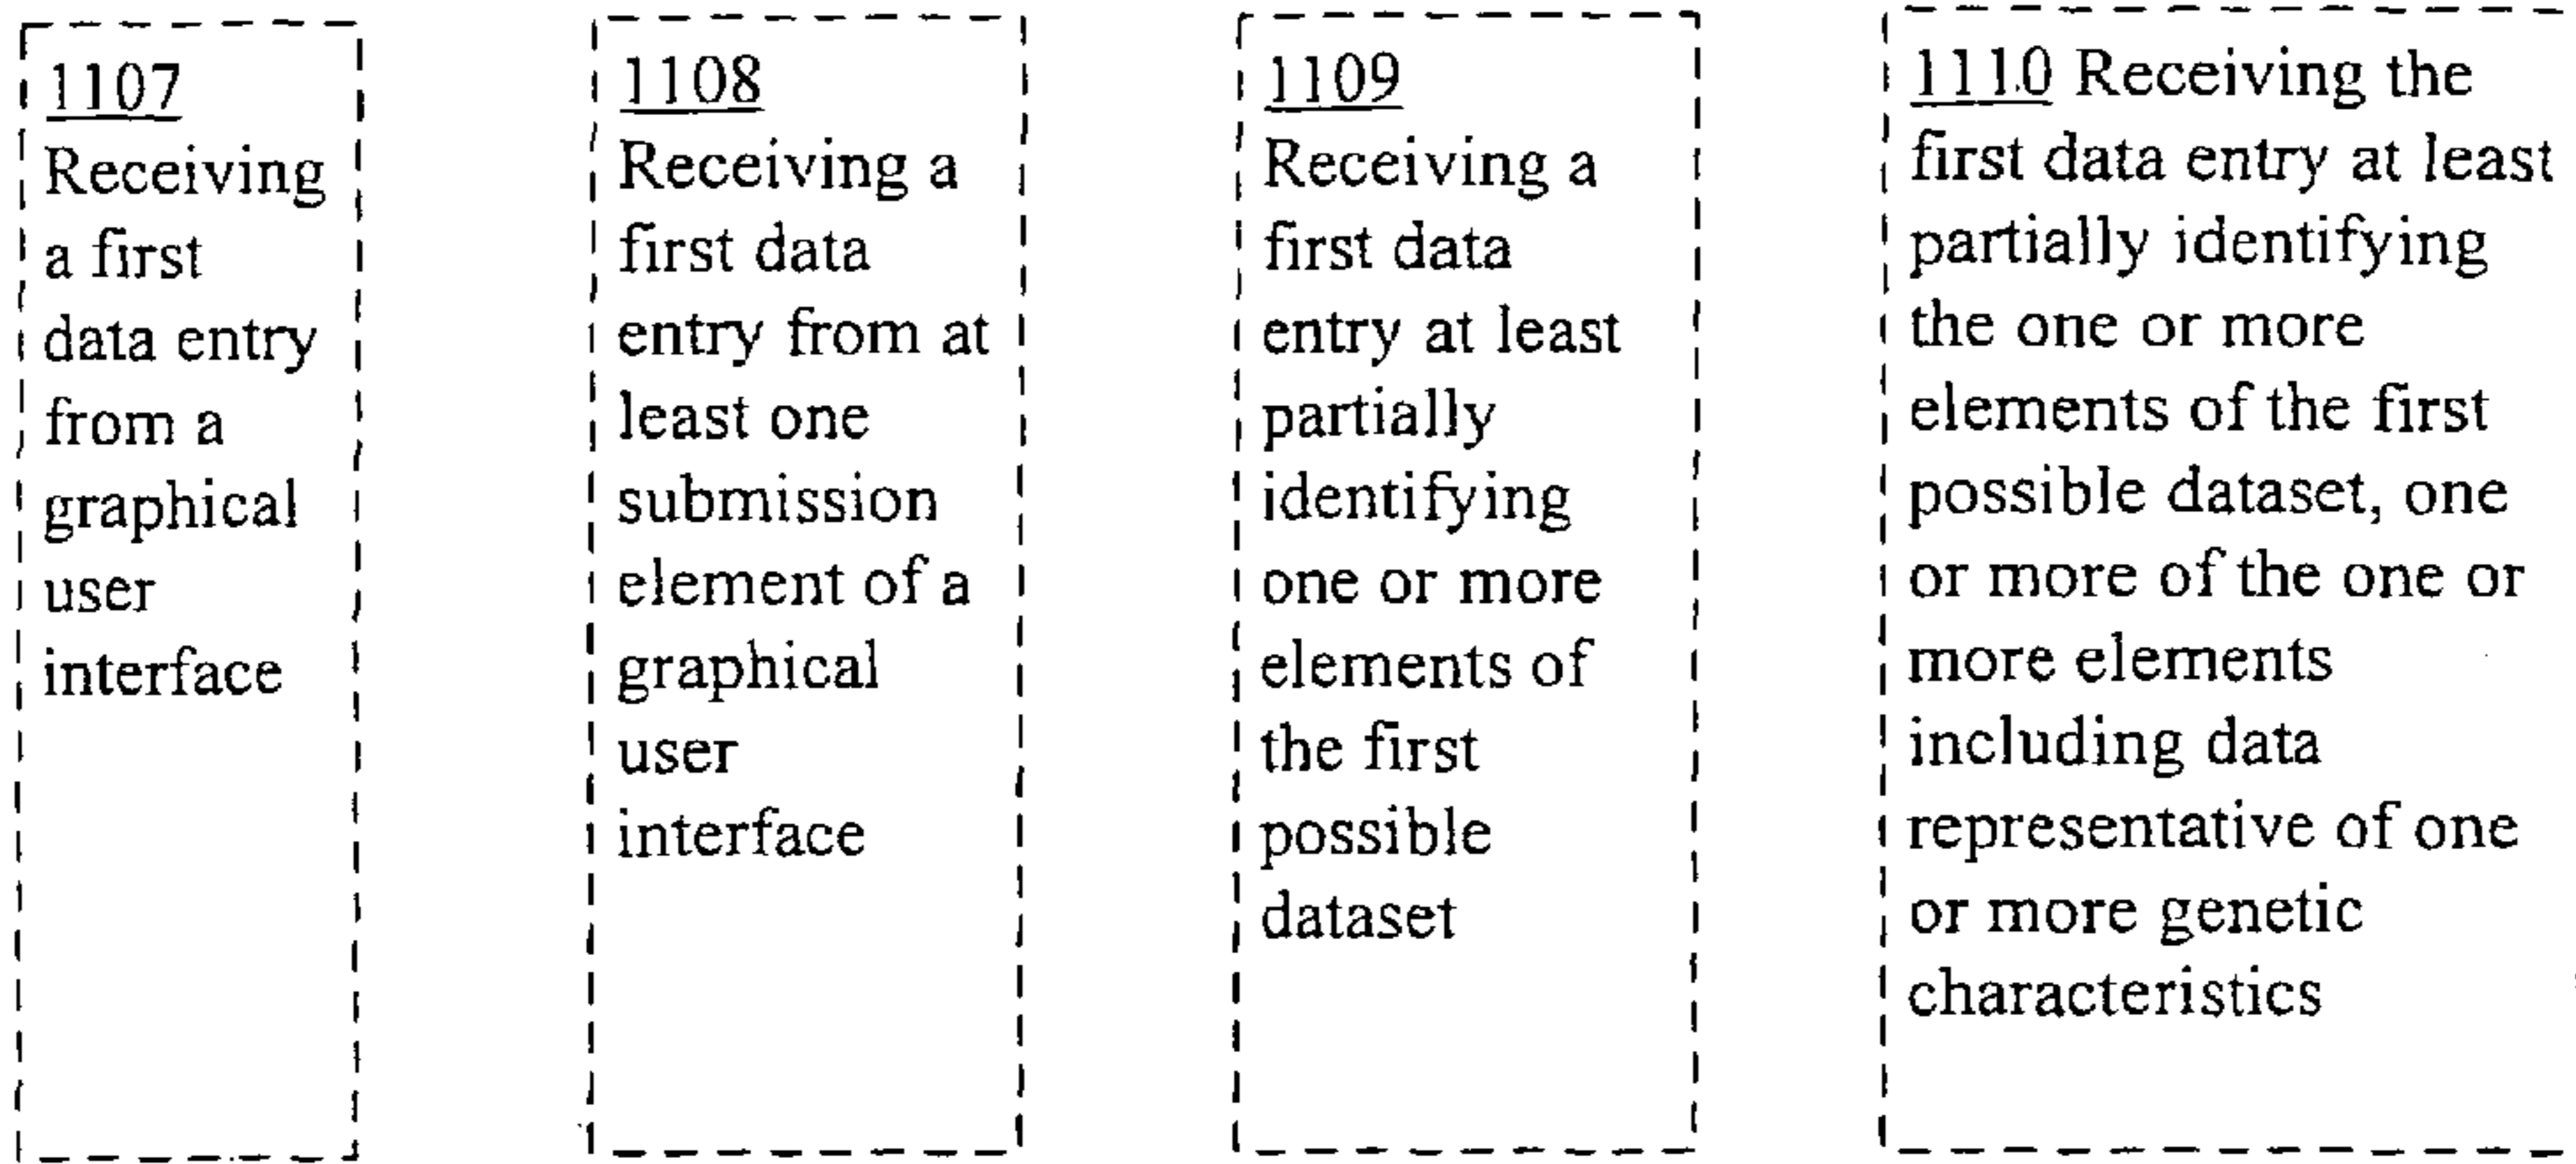 1107
Receiving
a first
data entry
from a
graphical
user
interface
1108
Receiving a
first data
entry from at
least one
submission
element of a
graphical
user
interface
1109
Receiving a
first data
entry at least
partially
identifying
one or more
elements of
the first
possible
dataset
1110 Receiving the
first data entry at least
partially identifying
the one or more
elements of the first
possible dataset, one
or more of the one or
more elements
including data
representative of one
or more genetic
characteristics